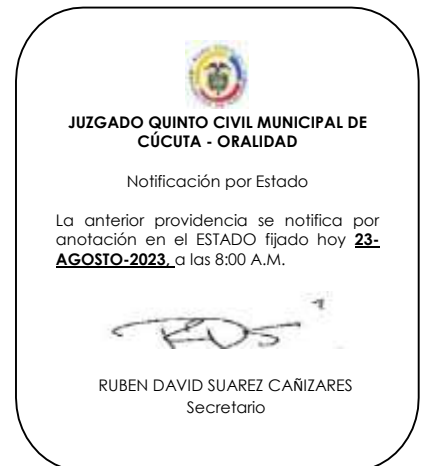 JUZGADO QUINTO CIVIL MUNICIPAL DE
CÚCUTA - ORALIDAD
Notificación por Estado
La anterior providencia se notifica por
anotación en el ESTADO fijado hoy 23-
AGOSTO-2023, a las 8:00 A.M.
RUBEN DAVID SUAREZ CAÑIZARES
Secretario